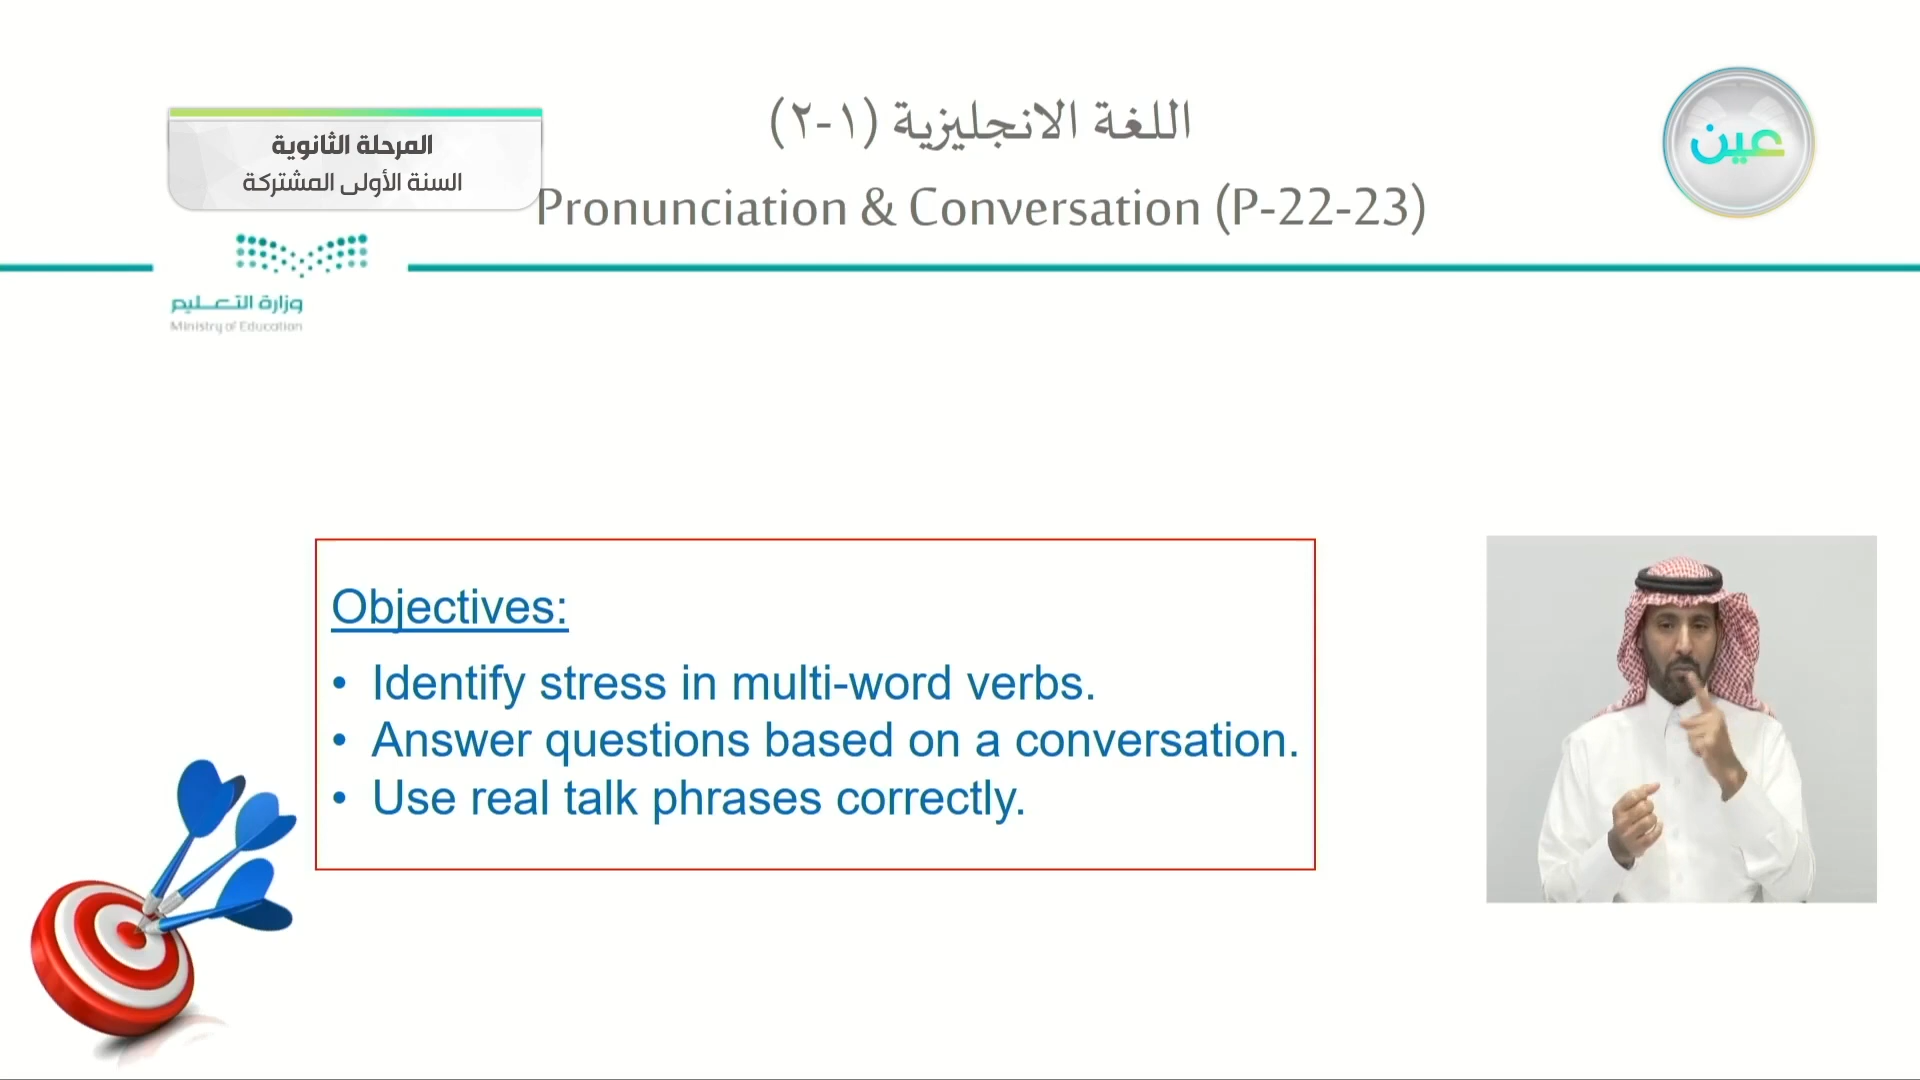 اللغة الانجليزية (١-٢)
المرحلة الثانوية
السنة الأولى المشتركة
عين
Pronunciation & Conversation (P-22-23)
وزارة التعليم
Ministry of Education
Objectives:
• Identify stress in multi-word verbs.
• Answer questions based on a conversation.
• Use real talk phrases correctly.